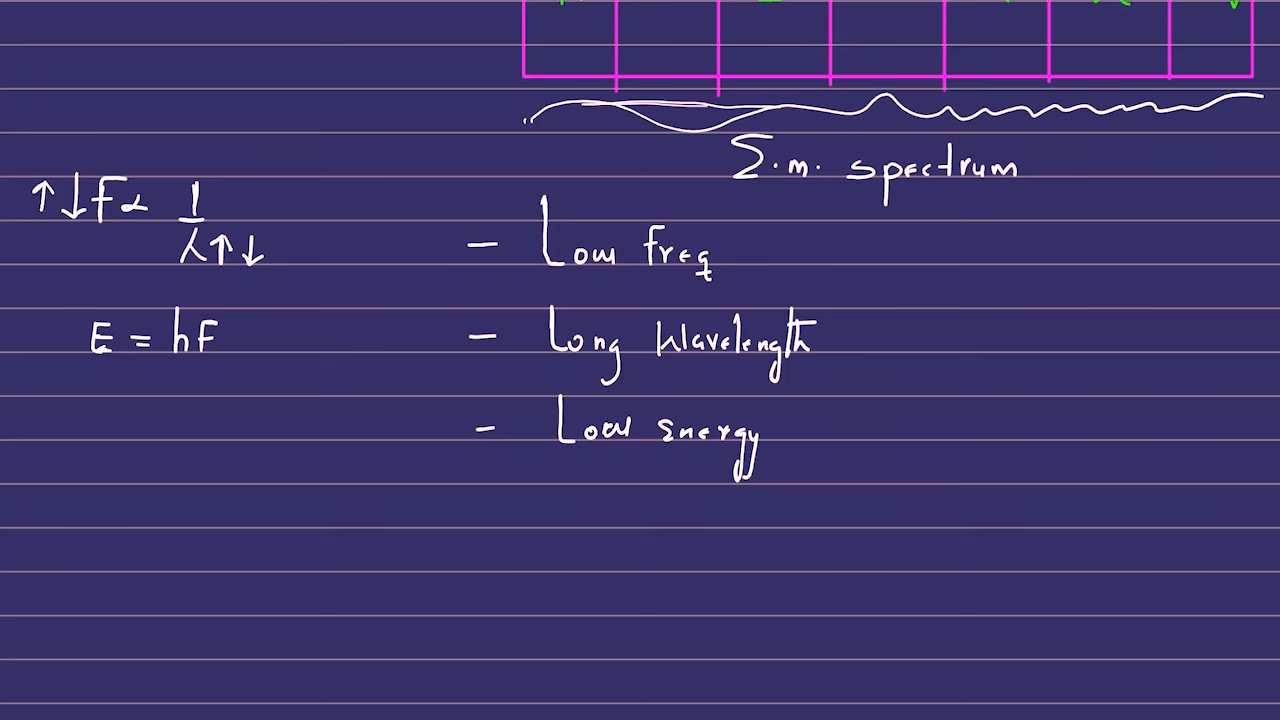 E.m. spectrum
↑↓F∝ 1/λ↑↓
- Low freq
E = hF
- Long Wavelength
- Low Energy